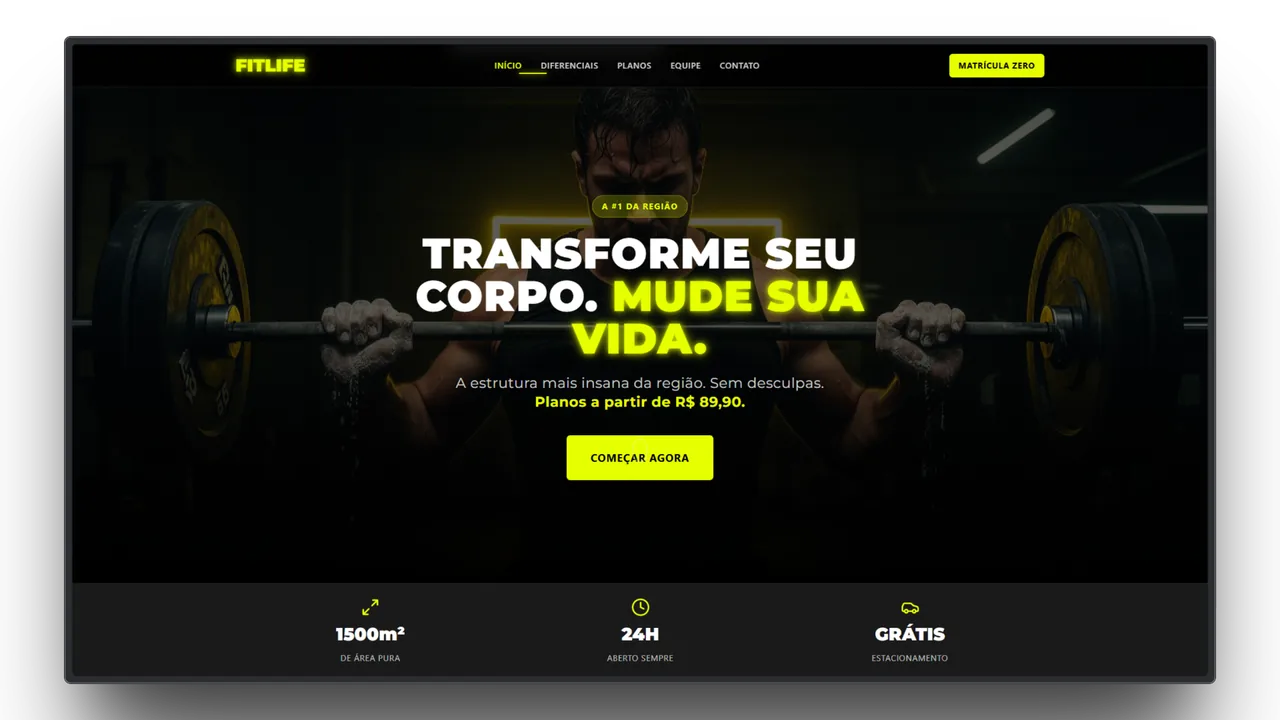 FITLIFE
INÍCIO DIFERENCIAIS PLANOS EQUIPE CONTATO
MATRÍCULA ZERO
A #1 DA REGIÃO
TRANSFORME SEU
CORPO. MUDE SUA
VIDA.
A estrutura mais insana da região. Sem desculpas.
Planos a partir de R$ 89,90.
COMEÇAR AGORA
1500m²
DE ÁREA PURA
24H
ABERTO SEMPRE
GRÁTIS
ESTACIONAMENTO